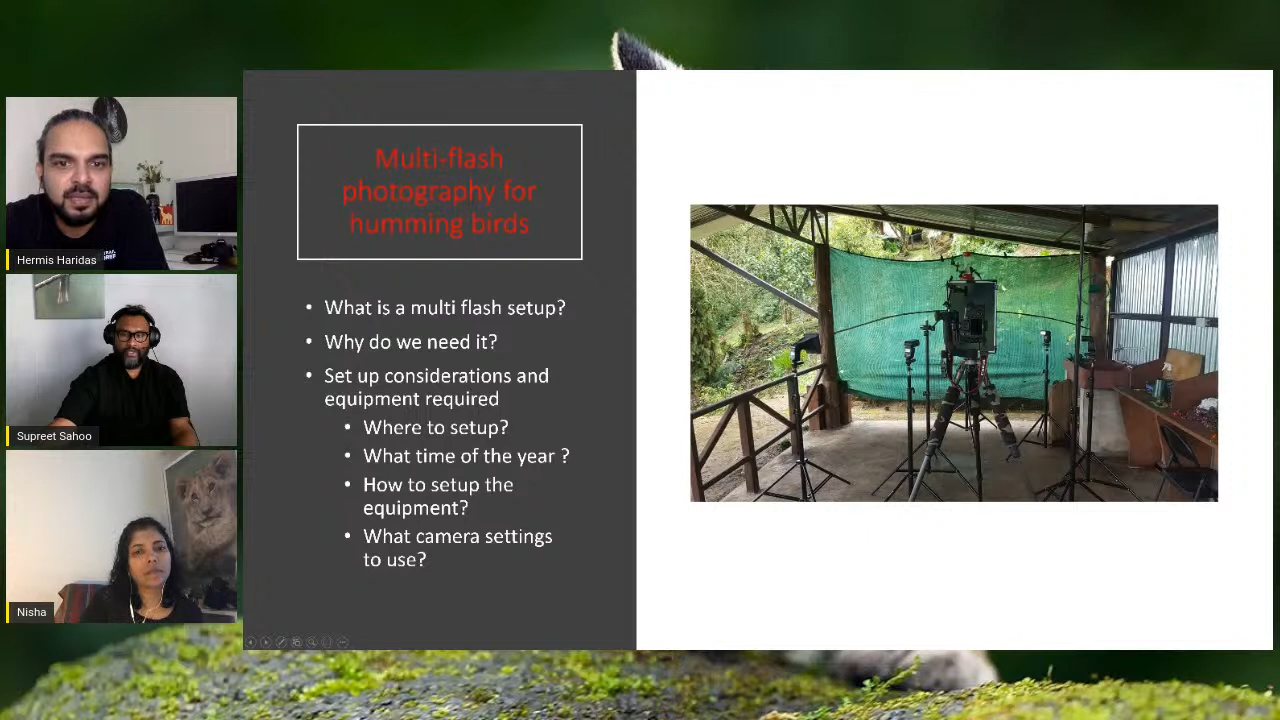 Hermis Haridas
Supreet Sahoo
Nisha
Multi-flash
photography for
humming birds
• What is a multi flash setup?
• Why do we need it?
• Set up considerations and
equipment required
• Where to setup?
• What time of the year ?
• How to setup the
equipment?
• What camera settings
to use?